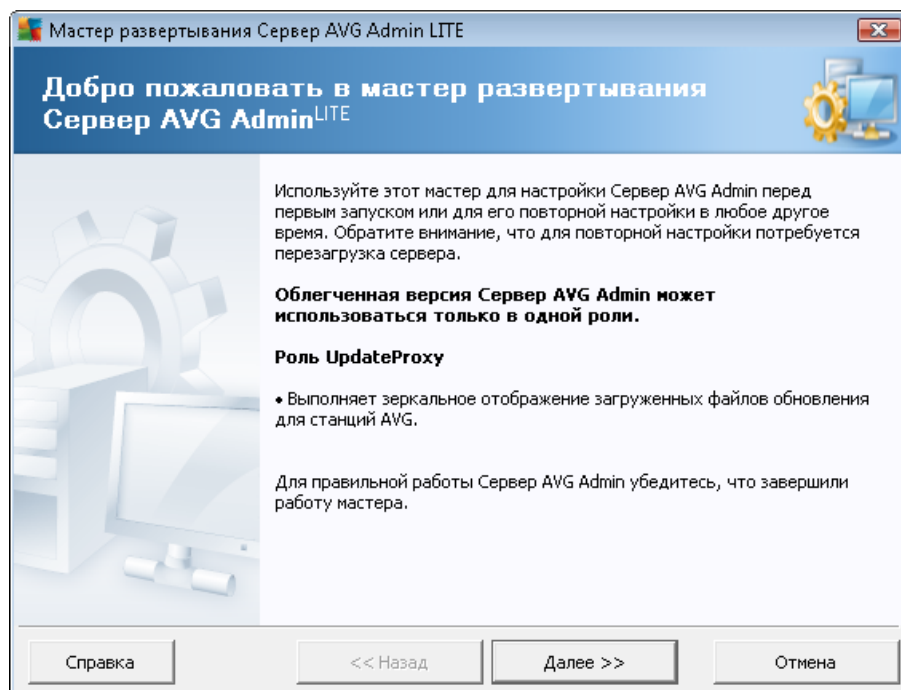 Мастер развертывания Сервер AVG Admin LITE
Добро пожаловать в мастер развертывания
Сервер AVG Admin LITE
Используйте этот мастер для настройки Сервер AVG Admin перед
первым запуском или для его повторной настройки в любое другое
время. Обратите внимание, что для повторной настройки потребуется
перезагрузка сервера.
Облегченная версия Сервер AVG Admin может
использоваться только в одной роли.
Роль UpdateProxy
• Выполняет зеркальное отображение загруженных файлов обновления
для станций AVG.
Для правильной работы Сервер AVG Admin убедитесь, что завершили
работу мастера.
Справка
<< Назад
Далее >>
Отмена